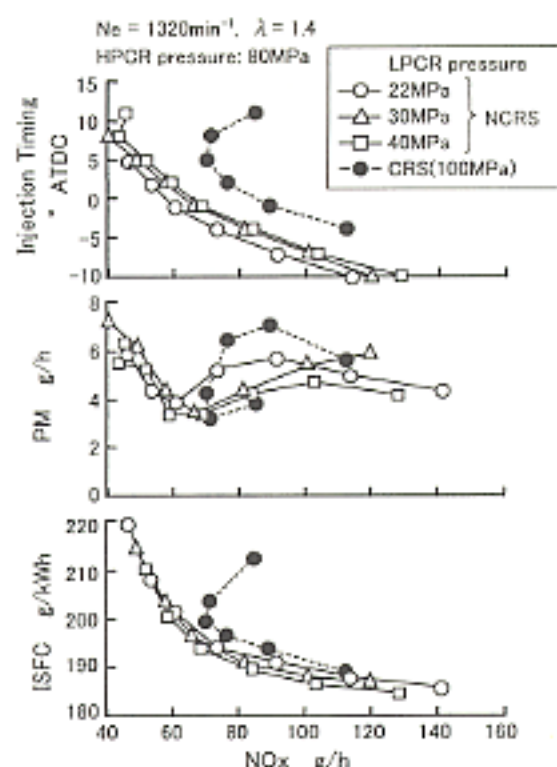 Ne = 1320min⁻¹, λ = 1.4
HPCR pressure: 80MPa
LPCR pressure
22MPa
30MPa
40MPa
NCRS
CRS(100MPa)
Injection Timing
° ATDC
15
10
5
0
-5
-10
PM g/h
8
6
4
2
0
ISFC g/kWh
220
210
200
190
180
40 60 80 100 120 140 160
NOx g/h